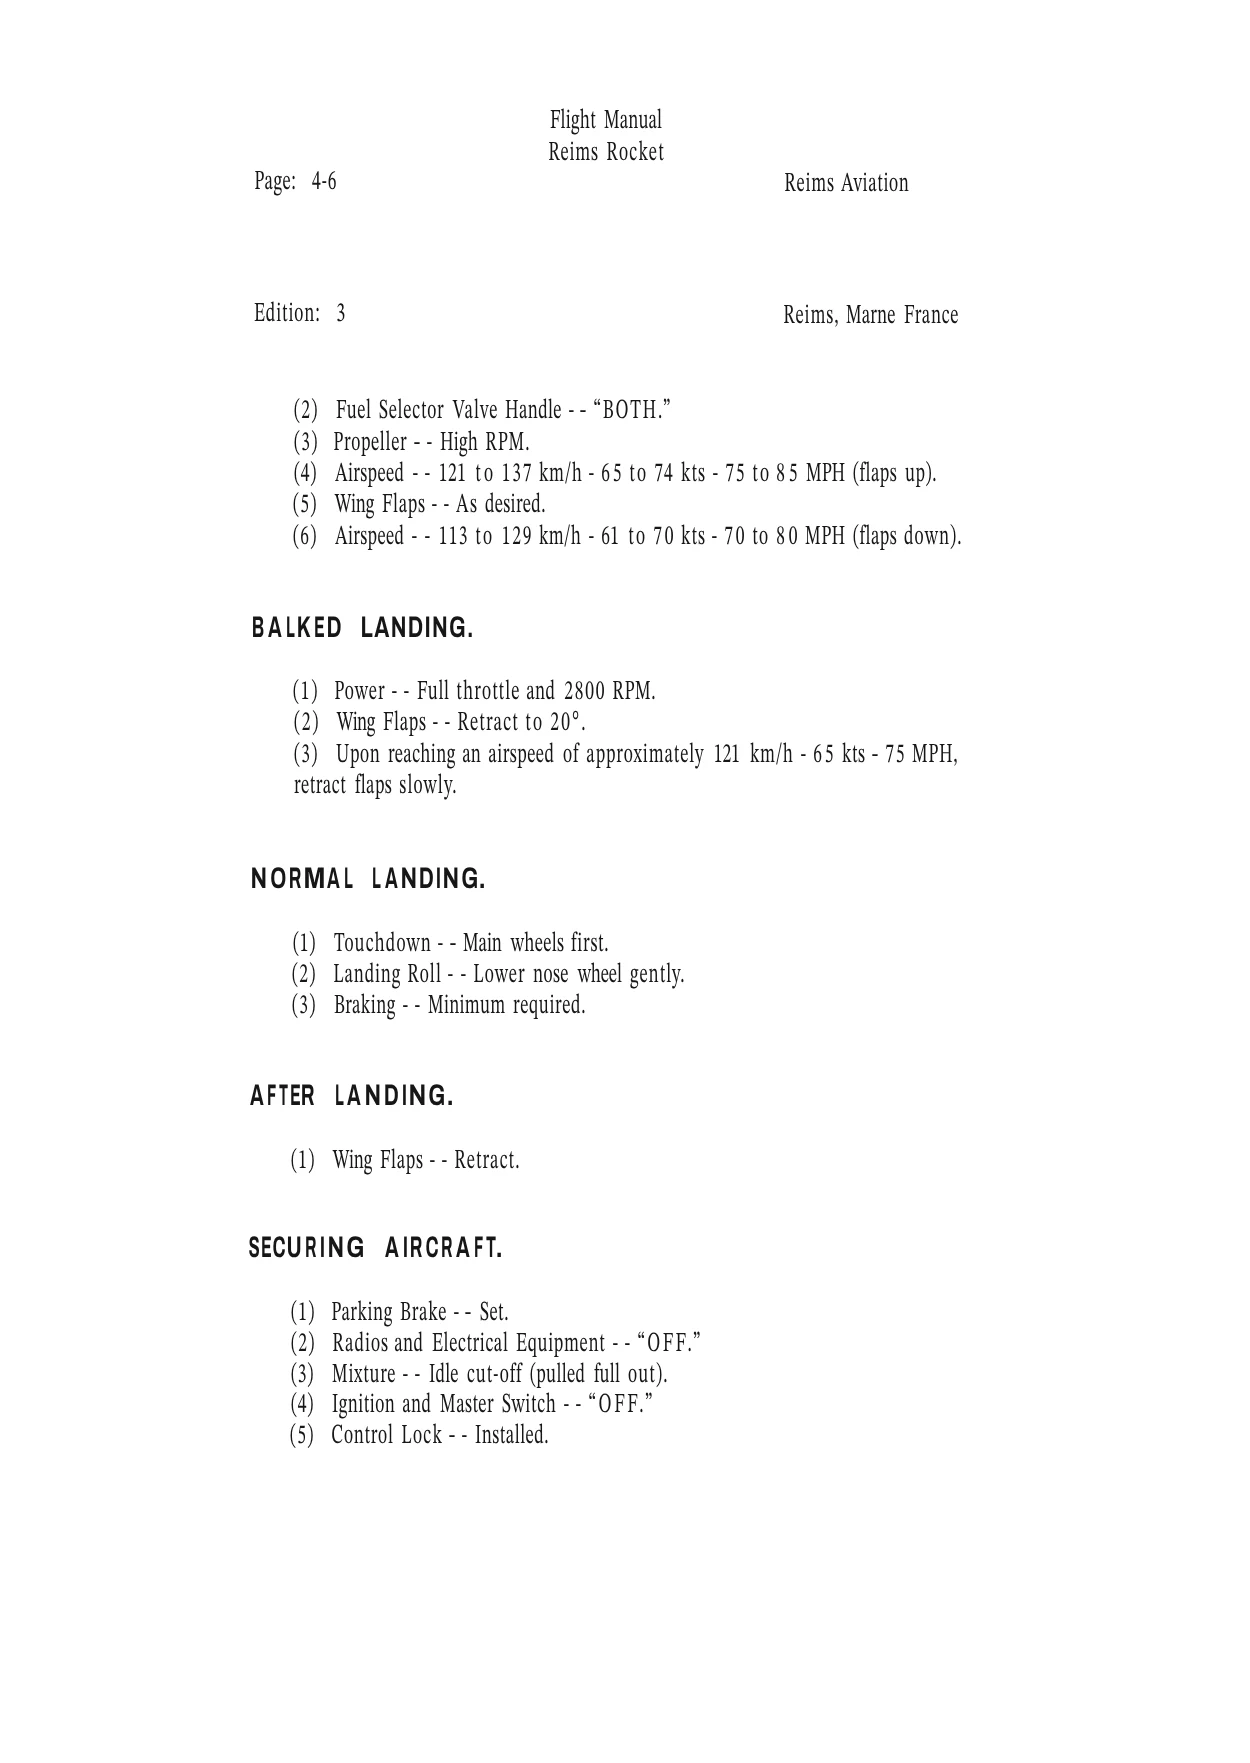 Flight Manual
Reims Rocket
Page: 4-6 Reims Aviation
Edition: 3 Reims, Marne France
(2) Fuel Selector Valve Handle - - “BOTH.”
(3) Propeller - - High RPM.
(4) Airspeed - - 121 to 137 km/h - 65 to 74 kts - 75 to 85 MPH (flaps up).
(5) Wing Flaps - - As desired.
(6) Airspeed - - 113 to 129 km/h - 61 to 70 kts - 70 to 80 MPH (flaps down).
BALKED LANDING.
(1) Power - - Full throttle and 2800 RPM.
(2) Wing Flaps - - Retract to 20°.
(3) Upon reaching an airspeed of approximately 121 km/h - 65 kts - 75 MPH,
retract flaps slowly.
NORMAL LANDING.
(1) Touchdown - - Main wheels first.
(2) Landing Roll - - Lower nose wheel gently.
(3) Braking - - Minimum required.
AFTER LANDING.
(1) Wing Flaps - - Retract.
SECURING AIRCRAFT.
(1) Parking Brake - - Set.
(2) Radios and Electrical Equipment - - “OFF.”
(3) Mixture - - Idle cut-off (pulled full out).
(4) Ignition and Master Switch - - “OFF.”
(5) Control Lock - - Installed.